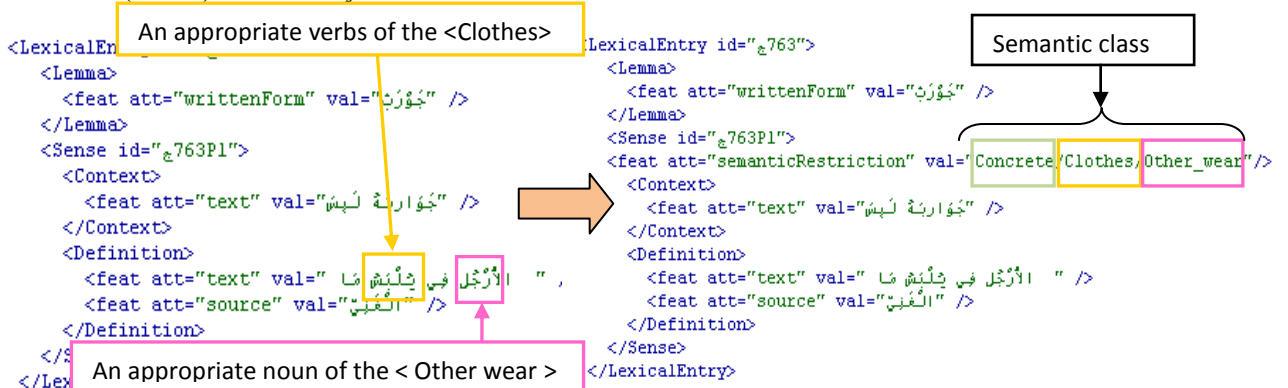 An appropriate verbs of the <Clothes>
<LexicalEn
<Lemma>
<feat att="writtenForm" val="جَوْرَبٌ" />
</Lemma>
<Sense id="ج763P1">
<Context>
<feat att="text" val="جَوَاربَهُ لَبِسَ" />
</Context>
<Definition>
<feat att="text" val=" الأَرْجُل فِي يُلْبَسُ مَا " ,
<feat att="source" val="الْغَنِيّ" />
</Definition>
</S
</Lex
An appropriate noun of the < Other wear >
Semantic class
LexicalEntry id="ج763">
<Lemma>
<feat att="writtenForm" val="جَوْرَبٌ" />
</Lemma>
<Sense id="ج763P1">
<feat att="semanticRestriction" val="Concrete/Clothes/Other_wear"/>
<Context>
<feat att="text" val="جَوَاربَهُ لَبِسَ" />
</Context>
<Definition>
<feat att="text" val=" الأَرْجُل فِي يُلْبَسُ مَا " />
<feat att="source" val="الْغَنِيّ" />
</Definition>
</Sense>
</LexicalEntry>